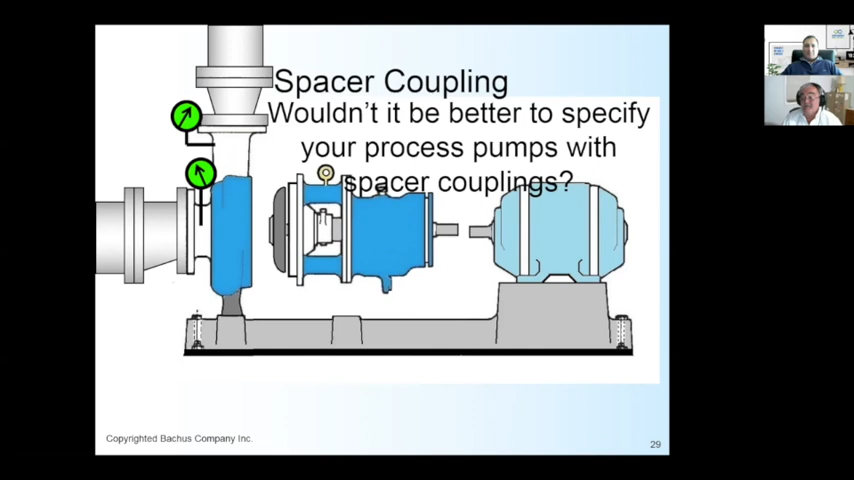 Spacer Coupling
Wouldn't it be better to specify
your process pumps with
spacer couplings?
Copyrighted Bachus Company Inc.
29